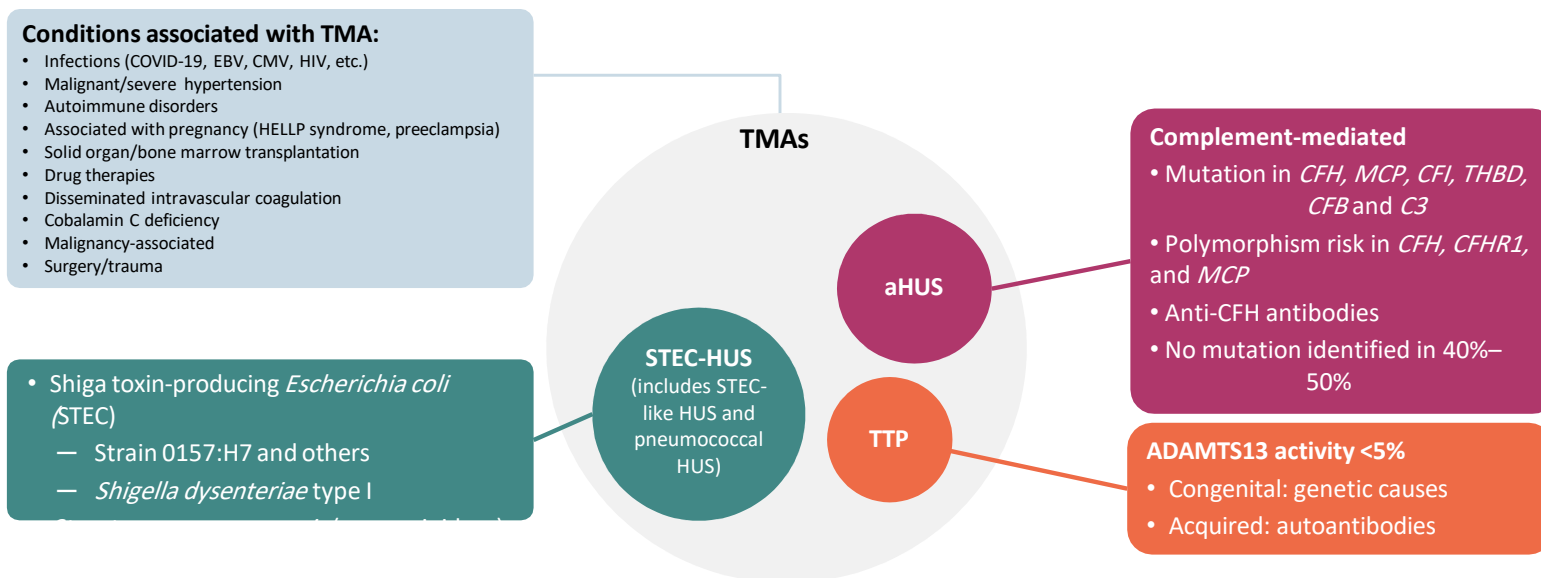 Conditions associated with TMA:
• Infections (COVID-19, EBV, CMV, HIV, etc.)
• Malignant/severe hypertension
• Autoimmune disorders
• Associated with pregnancy (HELLP syndrome, preeclampsia)
• Solid organ/bone marrow transplantation
• Drug therapies
• Disseminated intravascular coagulation
• Cobalamin C deficiency
• Malignancy-associated
• Surgery/trauma
• Shiga toxin-producing Escherichia coli
(STEC)
— Strain 0157:H7 and others
— Shigella dysenteriae type I
TMAs
STEC-HUS
(includes STEC-
like HUS and
pneumococcal
HUS)
aHUS
TTP
Complement-mediated
• Mutation in CFH, MCP, CFI, THBD,
CFB and C3
• Polymorphism risk in CFH, CFHR1,
and MCP
• Anti-CFH antibodies
• No mutation identified in 40%–
50%
ADAMTS13 activity <5%
• Congenital: genetic causes
• Acquired: autoantibodies